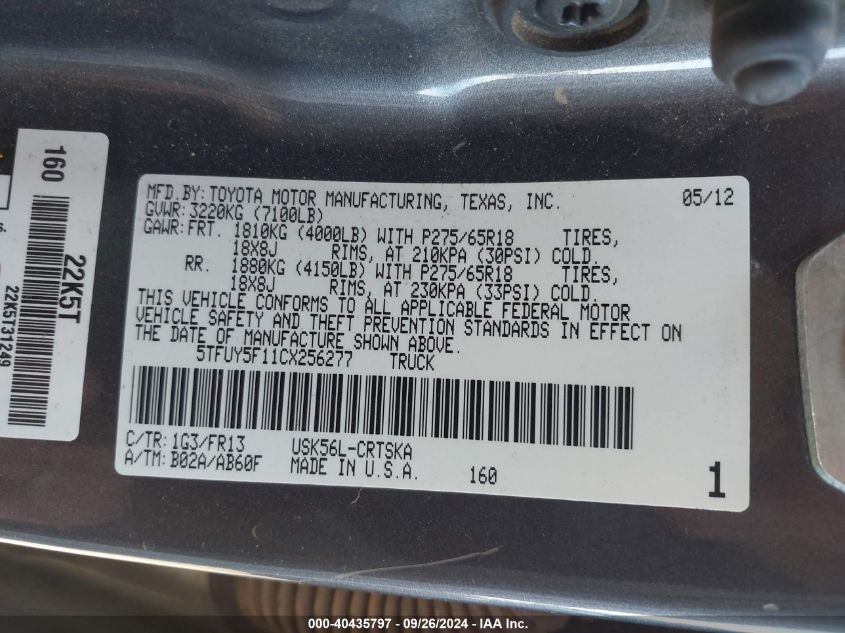 160
22K5T
22K5T31249
MFD.BY:TOYOTA MOTOR MANUFACTURING, TEXAS, INC. 05/12
GVWR:3220KG (7100LB)
GAWR:FRT. 1810KG (4000LB) WITH P275/65R18 TIRES,
18X8J RIMS, AT 210KPA (30PSI) COLD.
RR. 1880KG (4150LB) WITH P275/65R18 TIRES,
18X8J RIMS, AT 230KPA (33PSI) COLD.
THIS VEHICLE CONFORMS TO ALL APPLICABLE FEDERAL MOTOR
VEHICLE SAFETY AND THEFT PREVENTION STANDARDS IN EFFECT ON
THE DATE OF MANUFACTURE SHOWN ABOVE.
5TFUY5F11CX256277 TRUCK
C/TR:1G3/FR13 USK56L-CRTSKA
A/TM:B02A/AB60F MADE IN U.S.A. 160 1
000-40435797 - 09/26/2024 - IAA Inc.